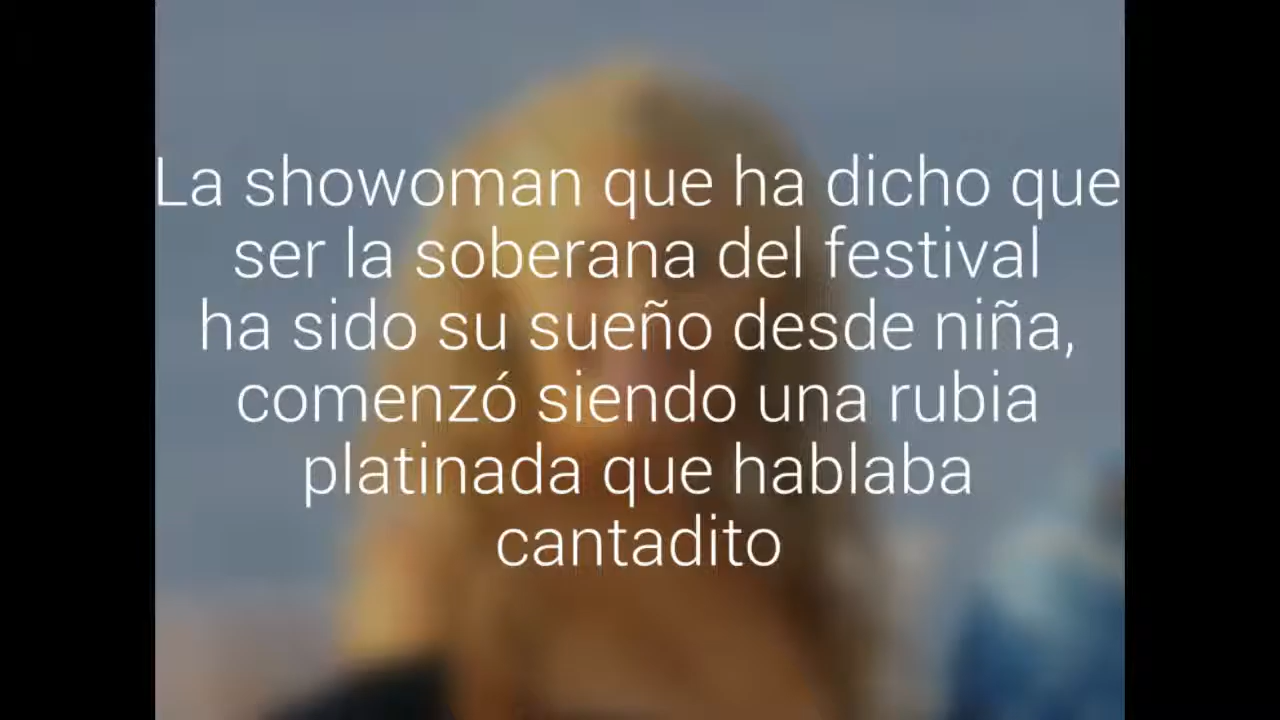 La showoman que ha dicho que
ser la soberana del festival
ha sido su sueño desde niña,
comenzó siendo una rubia
platinada que hablaba
cantadito